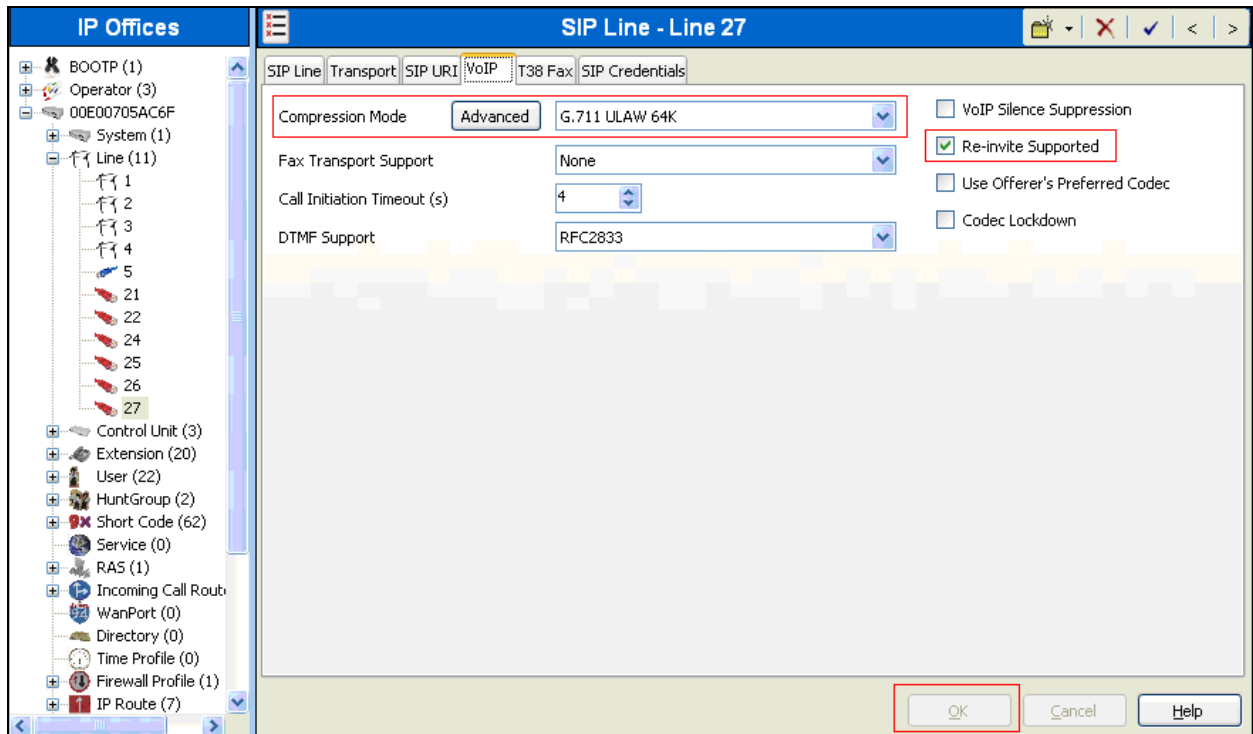 IP Offices
BOOTP (1)
Operator (3)
00E00705AC6F
System (1)
Line (11)
1
2
3
4
5
21
22
24
25
26
27
Control Unit (3)
Extension (20)
User (22)
HuntGroup (2)
Short Code (62)
Service (0)
RAS (1)
Incoming Call Route
WanPort (0)
Directory (0)
Time Profile (0)
Firewall Profile (1)
IP Route (7)
SIP Line - Line 27
SIP Line Transport SIP URI VoIP T38 Fax SIP Credentials
Compression Mode Advanced G.711 ULAW 64K
Fax Transport Support None
Call Initiation Timeout (s) 4
DTMF Support RFC2833
VoIP Silence Suppression
Re-invite Supported
Use Offerer's Preferred Codec
Codec Lockdown
OK Cancel Help